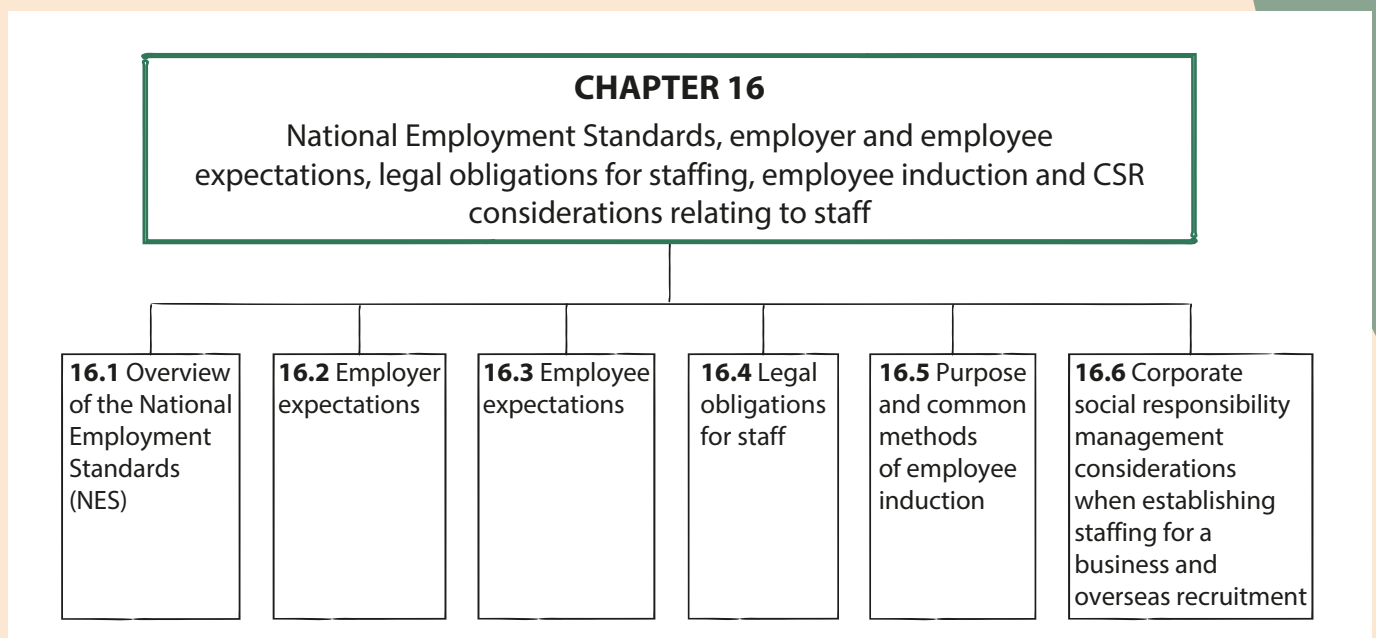 CHAPTER 16
National Employment Standards, employer and employee
expectations, legal obligations for staffing, employee induction and CSR
considerations relating to staff
16.1 Overview
of the National
Employment
Standards
(NES)
16.2 Employer
expectations
16.3 Employee
expectations
16.4 Legal
obligations
for staff
16.5 Purpose
and common
methods
of employee
induction
16.6 Corporate
social responsibility
management
considerations
when establishing
staffing for a
business and
overseas recruitment